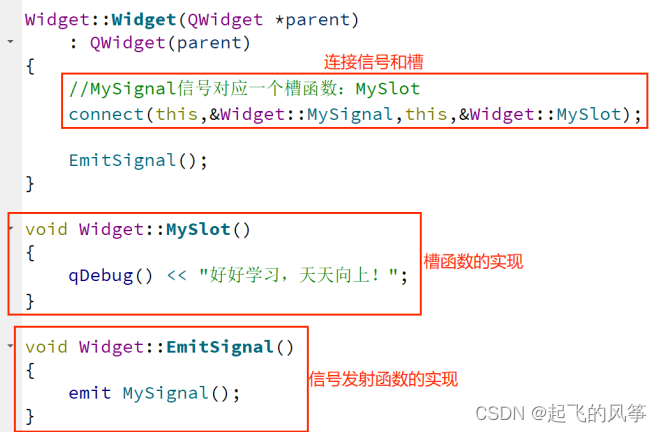 Widget::Widget(QWidget *parent)
    : QWidget(parent)
连接信号和槽
{
    //MySignal信号对应一个槽函数：MySlot
    connect(this,&Widget::MySignal,this,&Widget::MySlot);
    EmitSignal();
}
void Widget::MySlot()
{
    qDebug() << "好好学习，天天向上！";
槽函数的实现
}
void Widget::EmitSignal()
{
信号发射函数的实现
    emit MySignal();
}
CSDN @起飞的风筝